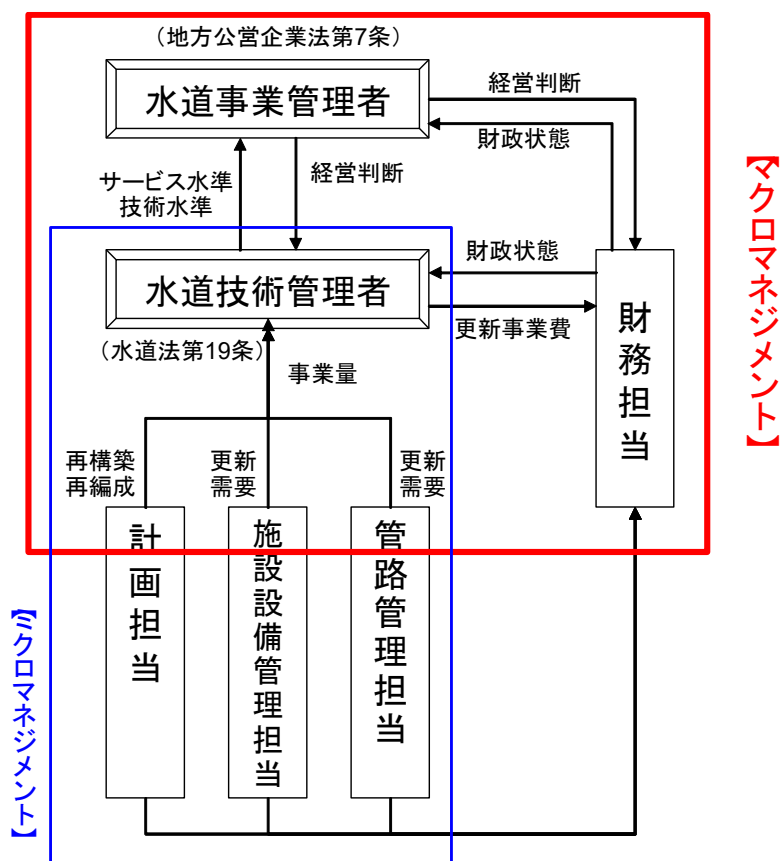 （地方公営企業法第7条）
水道事業管理者
経営判断
財政状態
サービス水準
技術水準
経営判断
水道技術管理者
財政状態
更新事業費
（水道法第19条）
事業量
財務担当
再構築
再編成
更新
需要
更新
需要
計画担当
施設設備管理担当
管路管理担当
【マクロマネジメント】
【ミクロマネジメント】